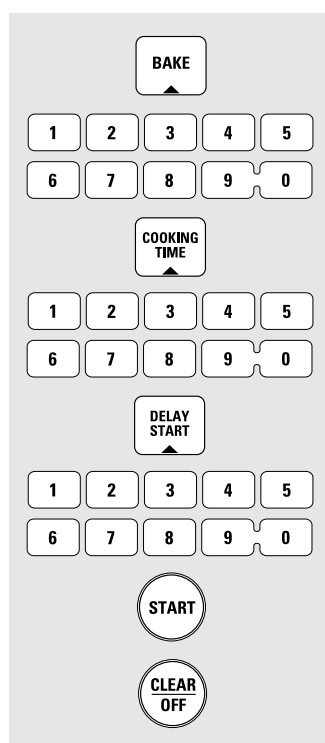 BAKE
1 2 3 4 5
6 7 8 9 0
COOKING
TIME
1 2 3 4 5
6 7 8 9 0
DELAY
START
1 2 3 4 5
6 7 8 9 0
START
CLEAR
OFF